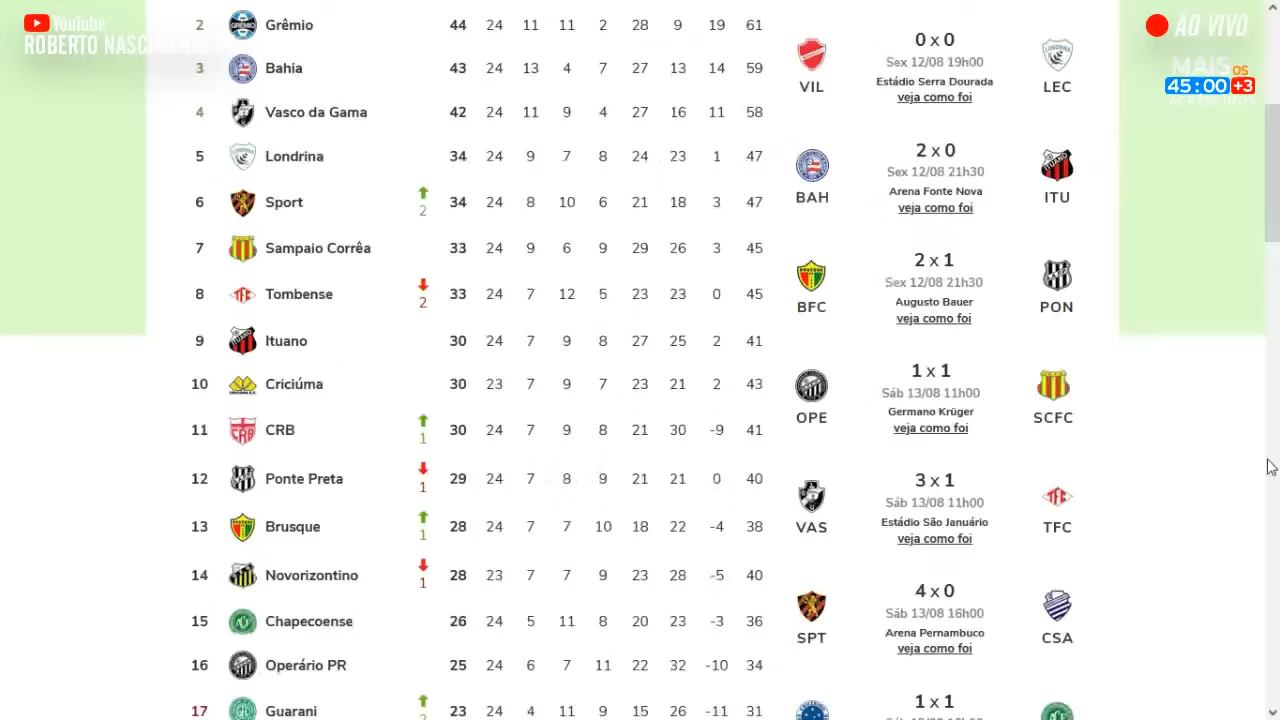 YouTube
ROBERTO NASCIMENTO
AO VIVO
MAIS OS
45:00 +3
ACRÉSCIMOS
2 Grêmio 44 24 11 11 2 28 9 19 61
3 Bahia 43 24 13 4 7 27 13 14 59
4 Vasco da Gama 42 24 11 9 4 27 16 11 58
5 Londrina 34 24 9 7 8 24 23 1 47
6 Sport 2 34 24 8 10 6 21 18 3 47
7 Sampaio Corrêa 33 24 9 6 9 29 26 3 45
8 Tombense 2 33 24 7 12 5 23 23 0 45
9 Ituano 30 24 7 9 8 27 25 2 41
10 Criciúma 30 23 7 9 7 23 21 2 43
11 CRB 1 30 24 7 9 8 21 30 -9 41
12 Ponte Preta 1 29 24 7 8 9 21 21 0 40
13 Brusque 1 28 24 7 7 10 18 22 -4 38
14 Novorizontino 1 28 23 7 7 9 23 28 -5 40
15 Chapecoense 26 24 5 11 8 20 23 -3 36
16 Operário PR 25 24 6 7 11 22 32 -10 34
17 Guarani 2 23 24 4 11 9 15 26 -11 31
0 x 0
Sex 12/08 19h00
Estádio Serra Dourada
VIL veja como foi LEC
2 x 0
Sex 12/08 21h30
Arena Fonte Nova
BAH veja como foi ITU
2 x 1
Sex 12/08 21h30
Augusto Bauer
BFC veja como foi PON
1 x 1
Sáb 13/08 11h00
Germano Krüger
OPE veja como foi SCFC
3 x 1
Sáb 13/08 11h00
Estádio São Januário
VAS veja como foi TFC
4 x 0
Sáb 13/08 16h00
Arena Pernambuco
SPT veja como foi CSA
1 x 1